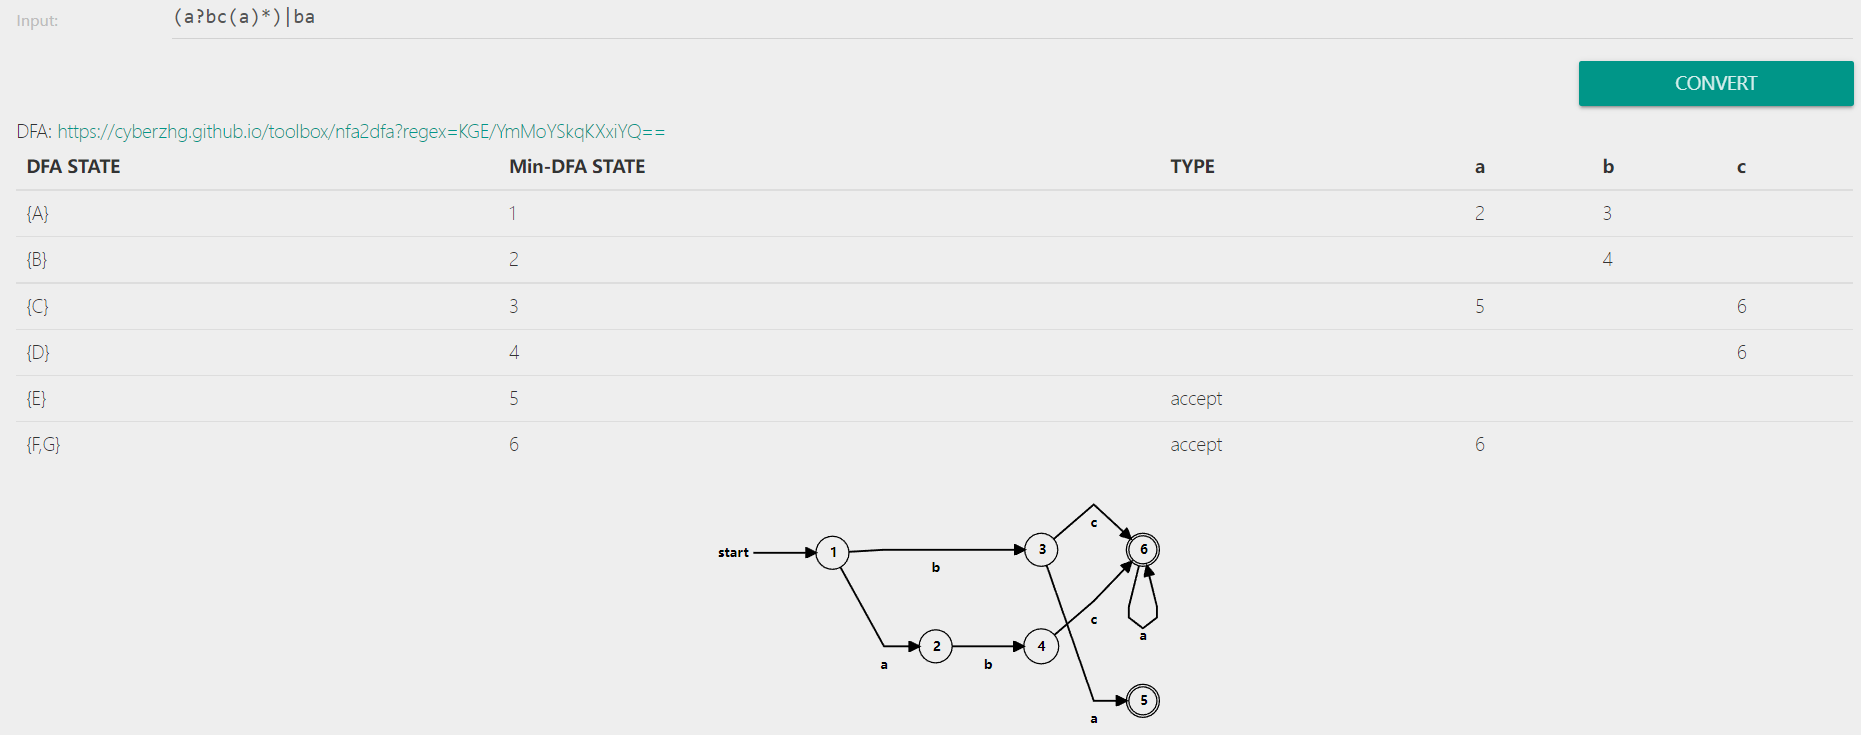 Input: (a?bc(a)*)|ba
CONVERT
DFA: https://cyberzhg.github.io/toolbox/nfa2dfa?regex=KGE/YmMoYSkqKXxiYQ==
DFA STATE Min-DFA STATE TYPE a b c
{A} 1 2 3
{B} 2 4
{C} 3 5 6
{D} 4 6
{E} 5 accept
{F,G} 6 accept 6
c
start 1 3 6
b
c
a
2 4
a b
5
a